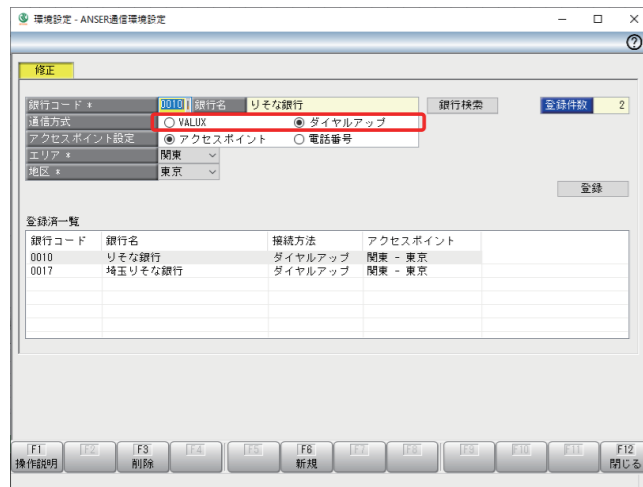 環境設定 - ANSER通信環境設定
修正
銀行コード * 0010 銀行名 りそな銀行 銀行検索 登録件数 2
通信方式 VALUX ダイヤルアップ
アクセスポイント設定 アクセスポイント 電話番号
エリア * 関東
地区 * 東京
登録
登録済一覧
銀行コード 銀行名 接続方法 アクセスポイント
0010 りそな銀行 ダイヤルアップ 関東 - 東京
0017 埼玉りそな銀行 ダイヤルアップ 関東 - 東京
F1 F2 F3 F4 F5 F6 F7 F8 F9 F10 F11 F12
操作説明 削除 新規 閉じる